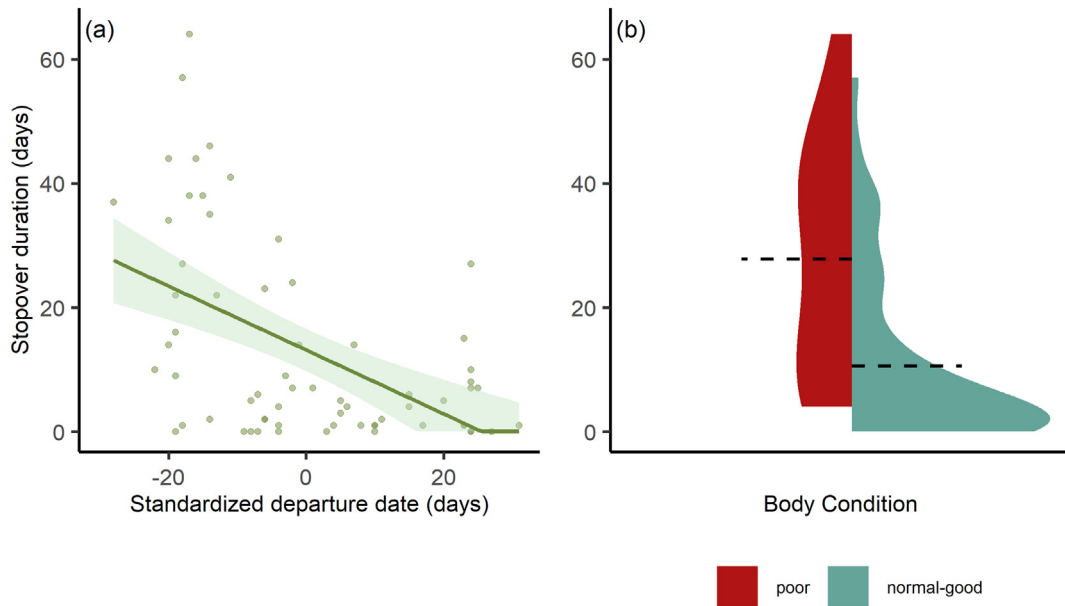 (a)
60
40
20
0
Stopover duration (days)
-20 0 20
Standardized departure date (days)
(b)
60
40
20
0
Body Condition
poor normal-good